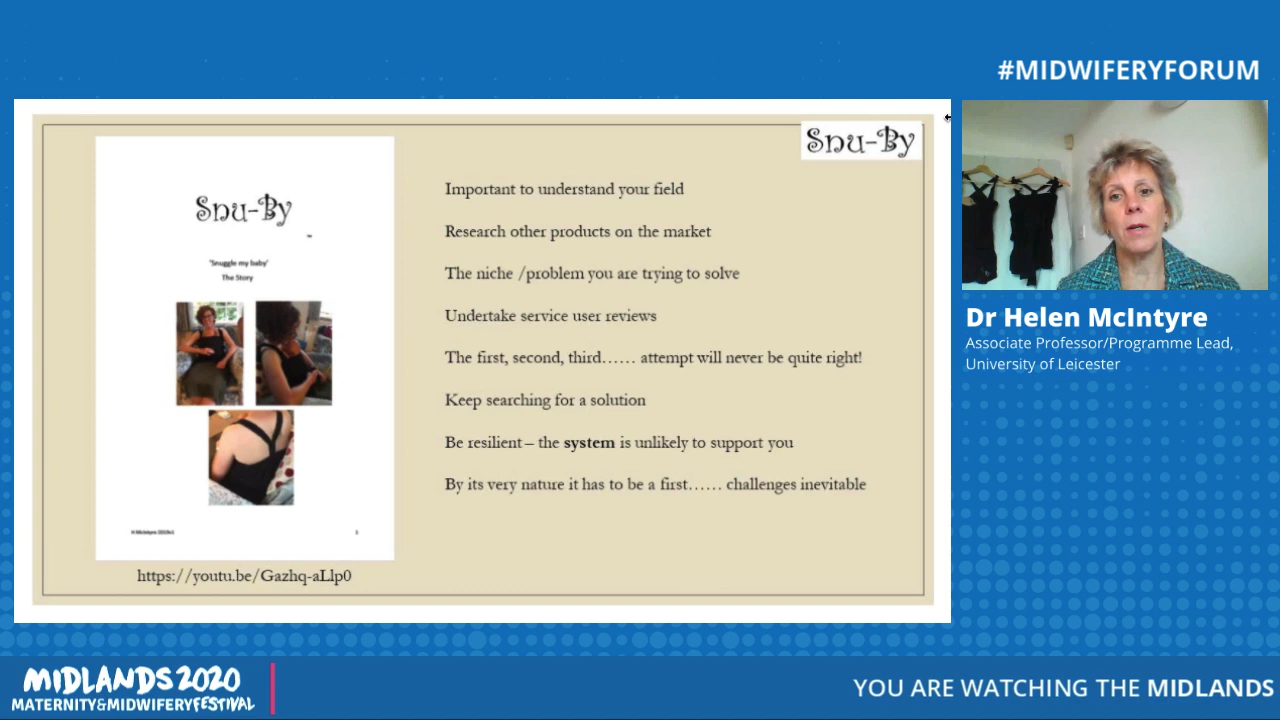 #MIDWIFERYFORUM
Snu-By
Snu-By
'Snuggle my baby'
The Story
1
https://youtu.be/Gazhq-aLlp0
Important to understand your field
Research other products on the market
The niche /problem you are trying to solve
Undertake service user reviews
The first, second, third…… attempt will never be quite right!
Keep searching for a solution
Be resilient – the system is unlikely to support you
By its very nature it has to be a first…… challenges inevitable
Dr Helen McIntyre
Associate Professor/Programme Lead,
University of Leicester
MIDLANDS 2020
MATERNITY&MIDWIFERYFESTIVAL
YOU ARE WATCHING THE MIDLANDS